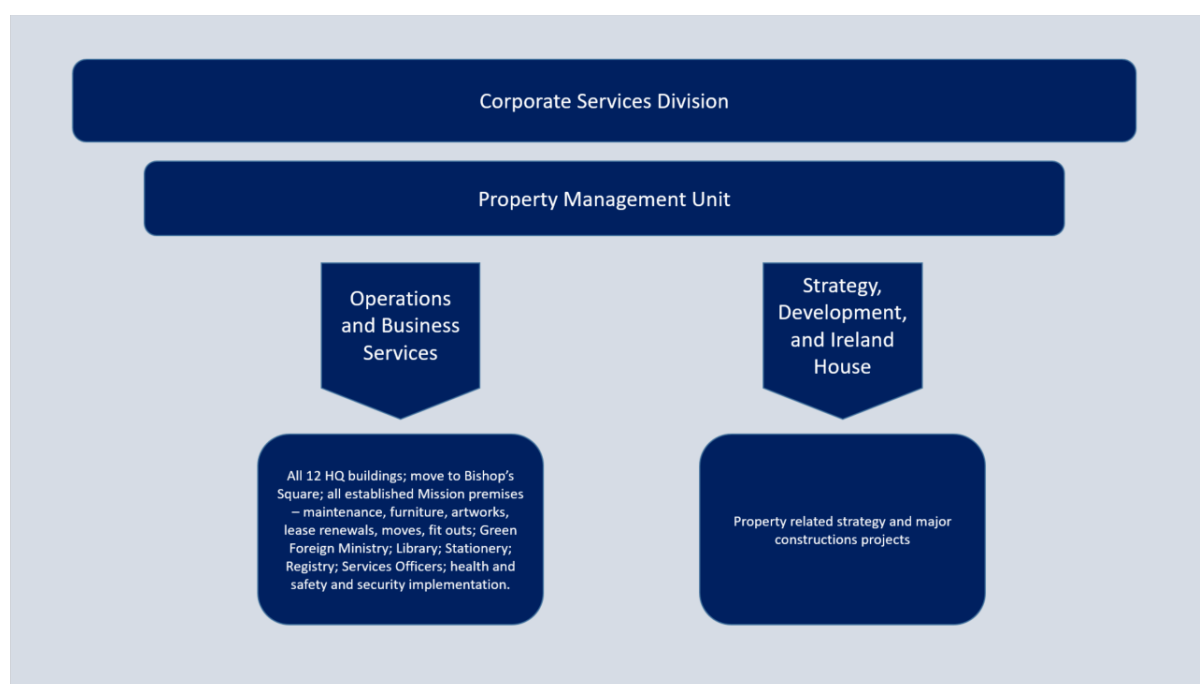 Corporate Services Division
Property Management Unit
Operations
and Business
Services
Strategy,
Development,
and Ireland
House
All 12 HQ buildings; move to Bishop’s
Square; all established Mission premises
– maintenance, furniture, artworks,
lease renewals, moves, fit outs; Green
Foreign Ministry; Library; Stationery;
Registry; Services Officers; health and
safety and security implementation.
Property related strategy and major
constructions projects